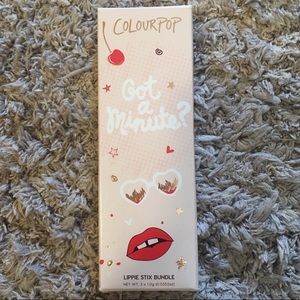 COLOURPOP
Got
a
Minute?
LIPPIE STIX BUNDLE